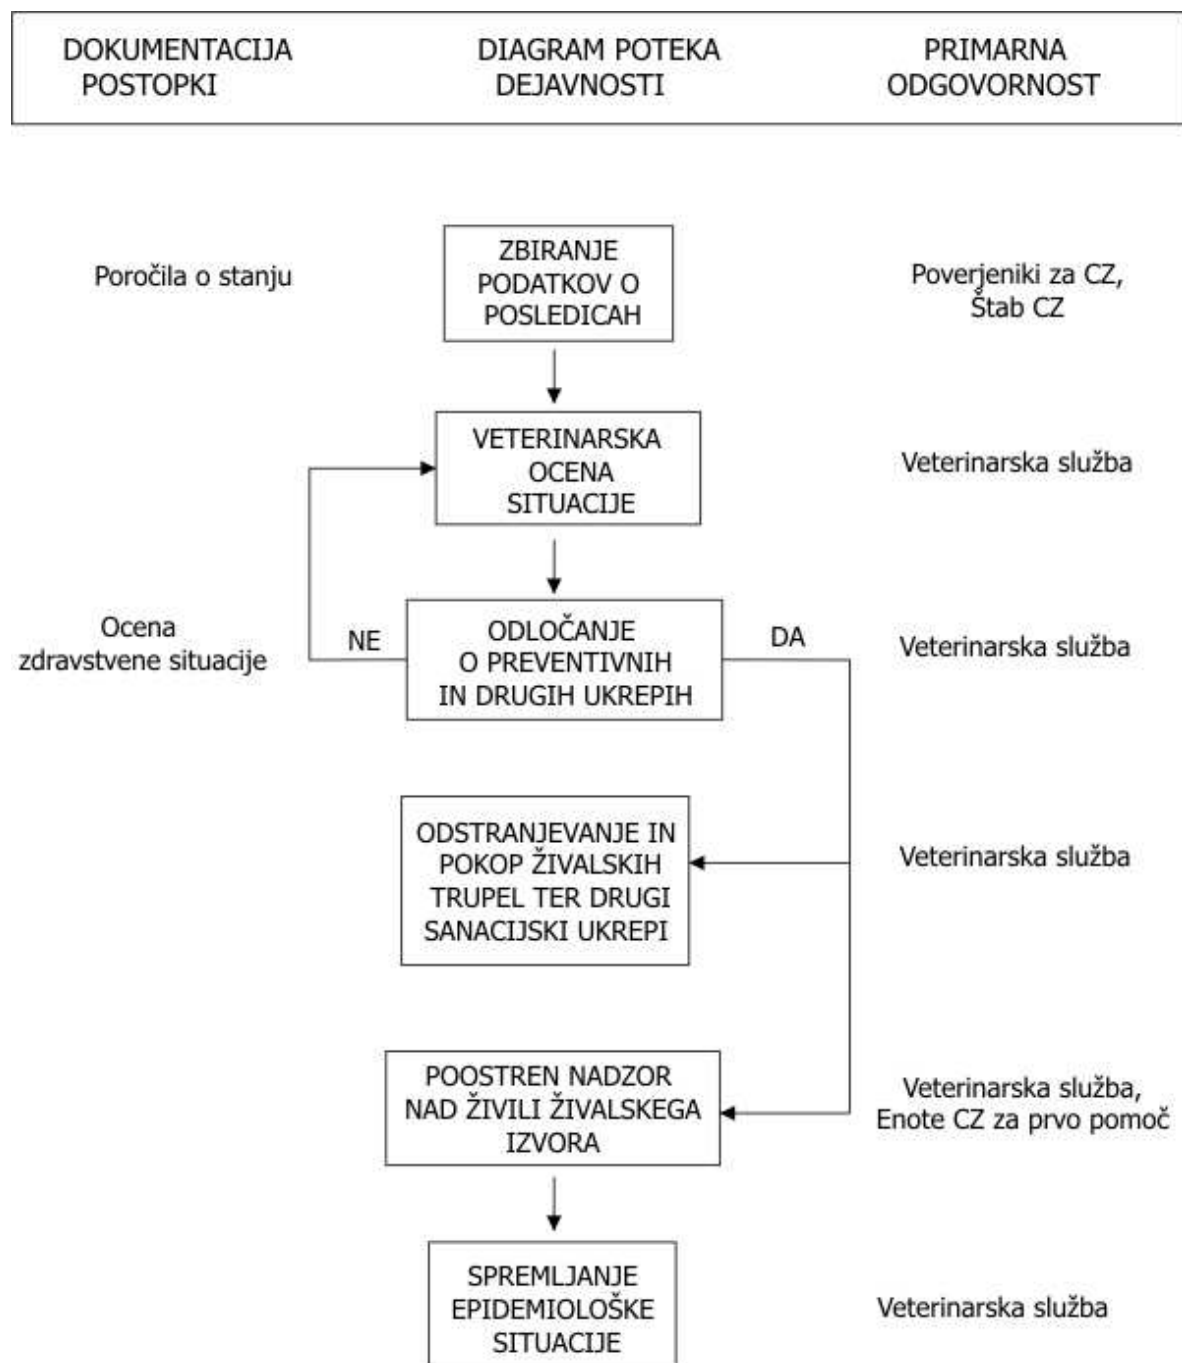 DOKUMENTACIJA
POSTOPKI
DIAGRAM POTEKA
DEJAVNOSTI
PRIMARNA
ODGOVORNOST
Poročila o stanju
ZBIRANJE
PODATKOV O
POSLEDICAH
Poverjeniki za CZ,
Štab CZ
VETERINARSKA
OCENA
SITUACIJE
Veterinarska služba
Ocena
zdravstvene situacije
NE
ODLOČANJE
O PREVENTIVNIH
IN DRUGIH UKREPIH
DA
Veterinarska služba
ODSTRANJEVANJE IN
POKOP ŽIVALSKIH
TRUPEL TER DRUGI
SANACIJSKI UKREPI
Veterinarska služba
POOSTREN NADZOR
NAD ŽIVILI ŽIVALSKEGA
IZVORA
Veterinarska služba,
Enote CZ za prvo pomoč
SPREMLJANJE
EPIDEMIOLOŠKE
SITUACIJE
Veterinarska služba